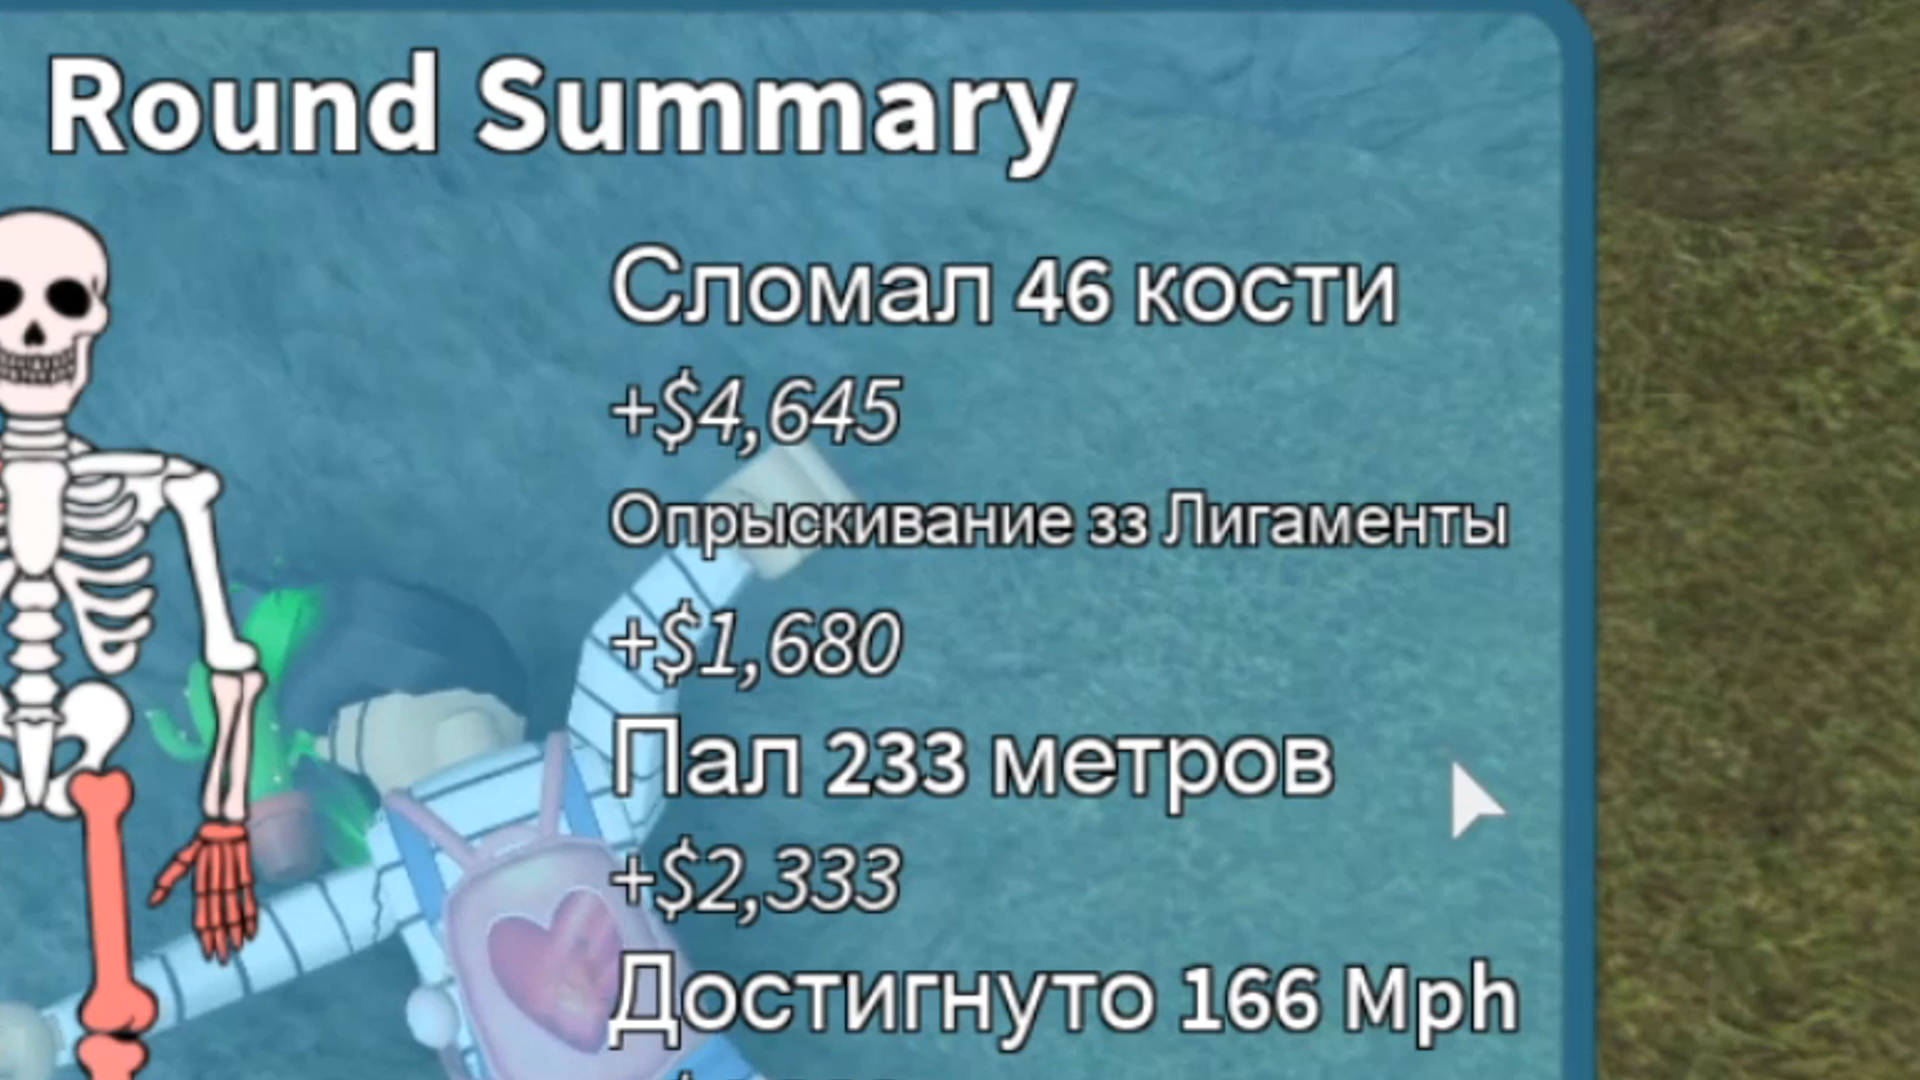 Round Summary
Сломал 46 кости
+$4,645
Опрыскивание 33 Лигаменты
+$1,680
Пал 233 метров
+$2,333
Достигнуто 166 Mph